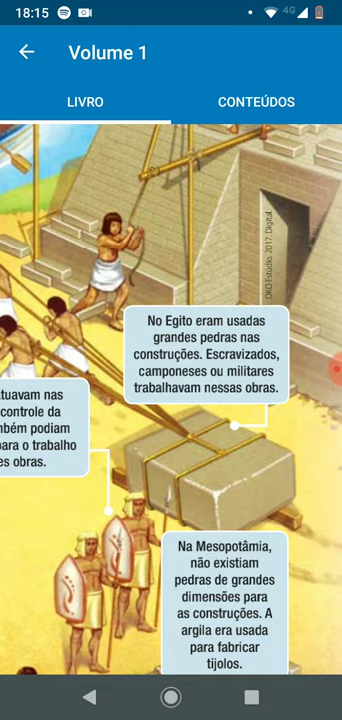 18:15
4G
Volume 1
LIVRO
CONTEÚDOS
DKO Estúdio. 2017. Digital.
No Egito eram usadas
grandes pedras nas
construções. Escravizados,
camponeses ou militares
trabalhavam nessas obras.
tuavam nas
controle da
nbém podiam
para o trabalho
es obras.
Na Mesopotâmia,
não existiam
pedras de grandes
dimensões para
as construções. A
argila era usada
para fabricar
tijolos.